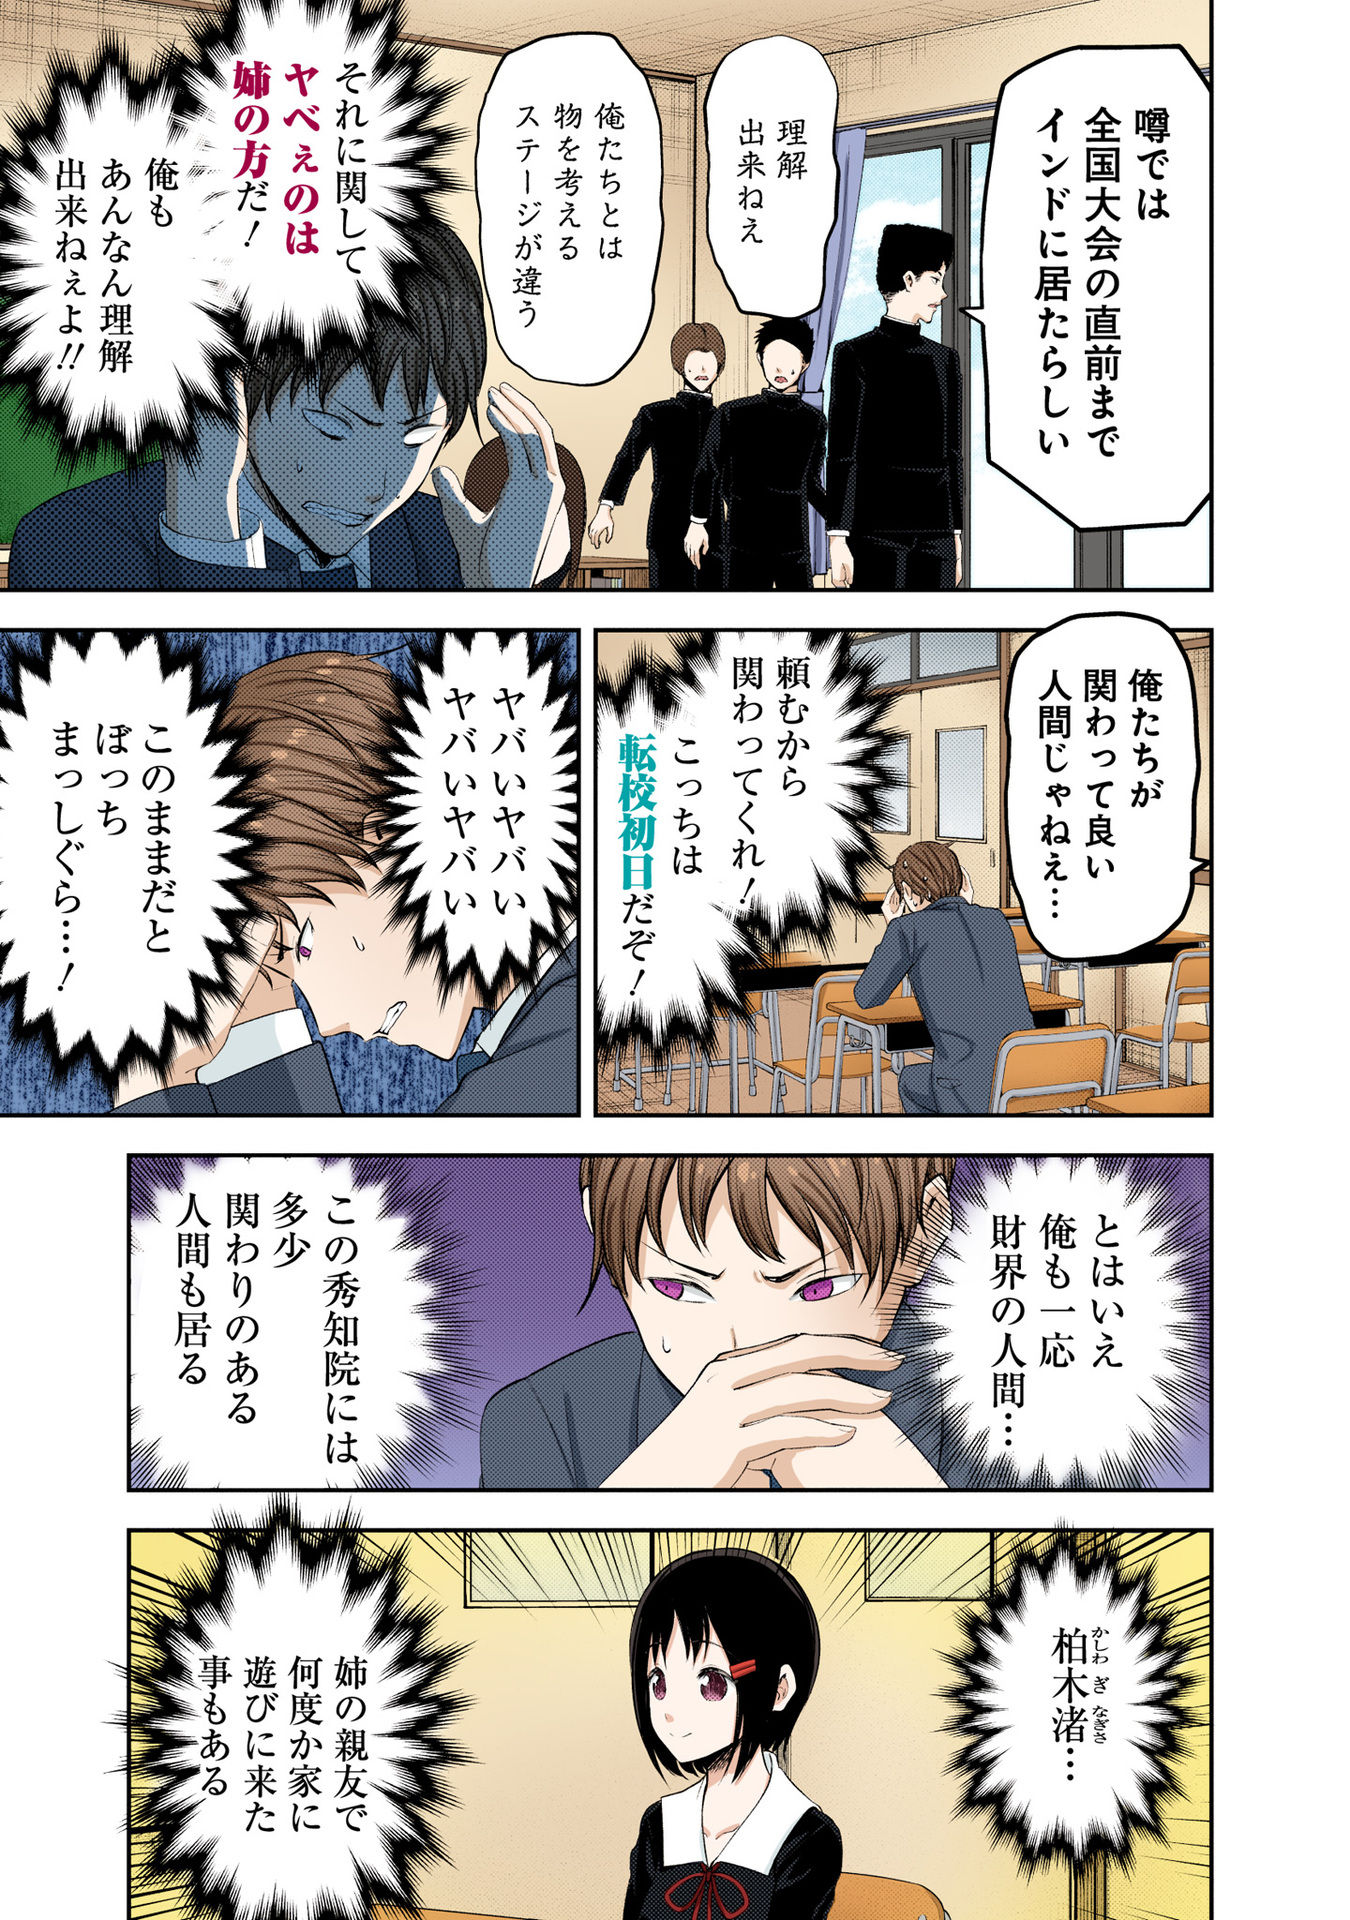 噂では
全国大会の直前まで
インドに居たらしい
理解
出来ねえ
俺たちとは
物を考える
ステージが違う
それに関して
ヤベぇのは
姉の方だ！
俺も
あんなん理解
出来ねぇよ!!
俺たちが
関わって良い
人間じゃねえ…
頼むから
関わってくれ！
こっちは
転校初日だぞ！
ヤバいヤバい
ヤバいヤバい
このままだと
ぼっち
まっしぐら…！
とはいえ
俺も一応
財界の人間…
この秀知院には
多少
関わりのある
人間も居る
柏木渚…
かしわ ぎ なぎさ
姉の親友で
何度か家に
遊びに来た
事もある